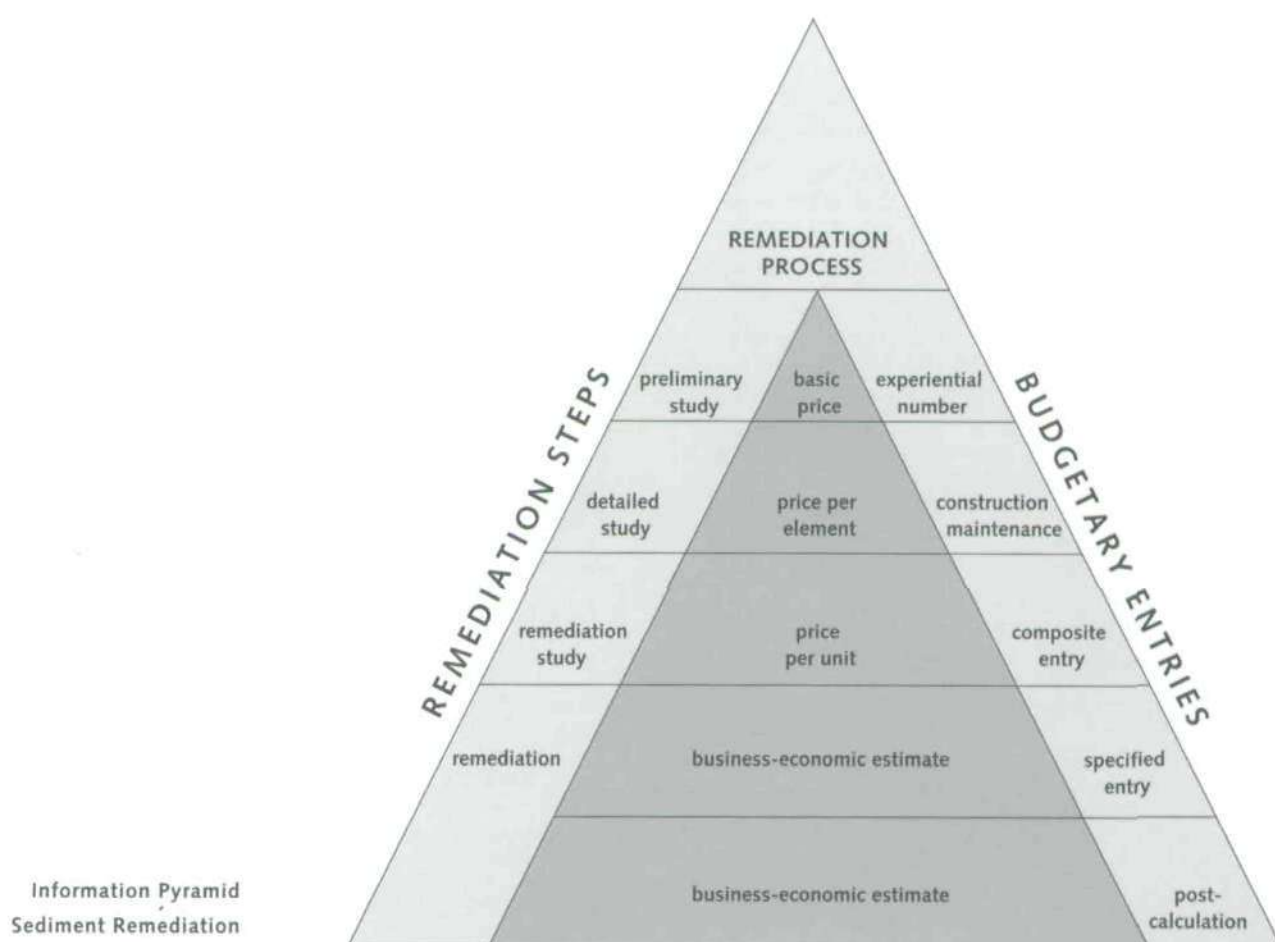 REMEDIATION
PROCESS
REMEDIATION STEPS
BUDGETARY ENTRIES
preliminary
study
basic
price
experiential
number
detailed
study
price per
element
construction
maintenance
remediation
study
price
per unit
composite
entry
remediation
business-economic estimate
specified
entry
business-economic estimate
post-
calculation
Information Pyramid
Sediment Remediation